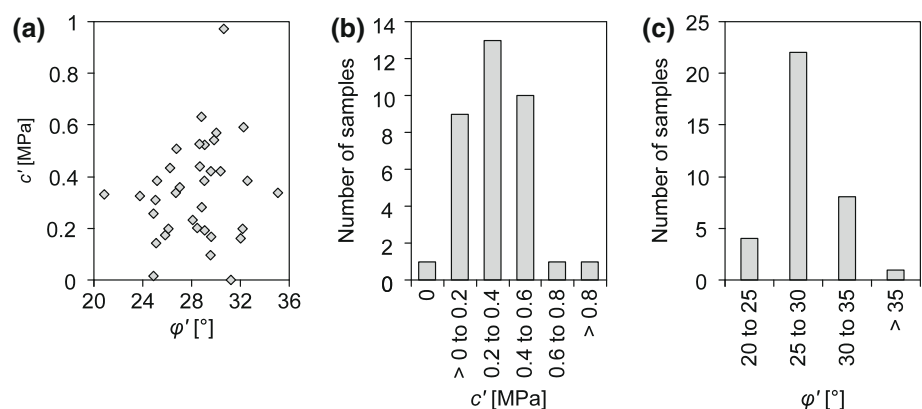 (a)
1
0.8
0.6
0.4
0.2
0
c′ [MPa]
20 24 28 32 36
φ′ [°]
(b)
14
12
10
8
6
4
2
0
Number of samples
0
> 0 to 0.2
0.2 to 0.4
0.4 to 0.6
0.6 to 0.8
> 0.8
c′ [MPa]
(c)
25
20
15
10
5
0
Number of samples
20 to 25
25 to 30
30 to 35
> 35
φ′ [°]